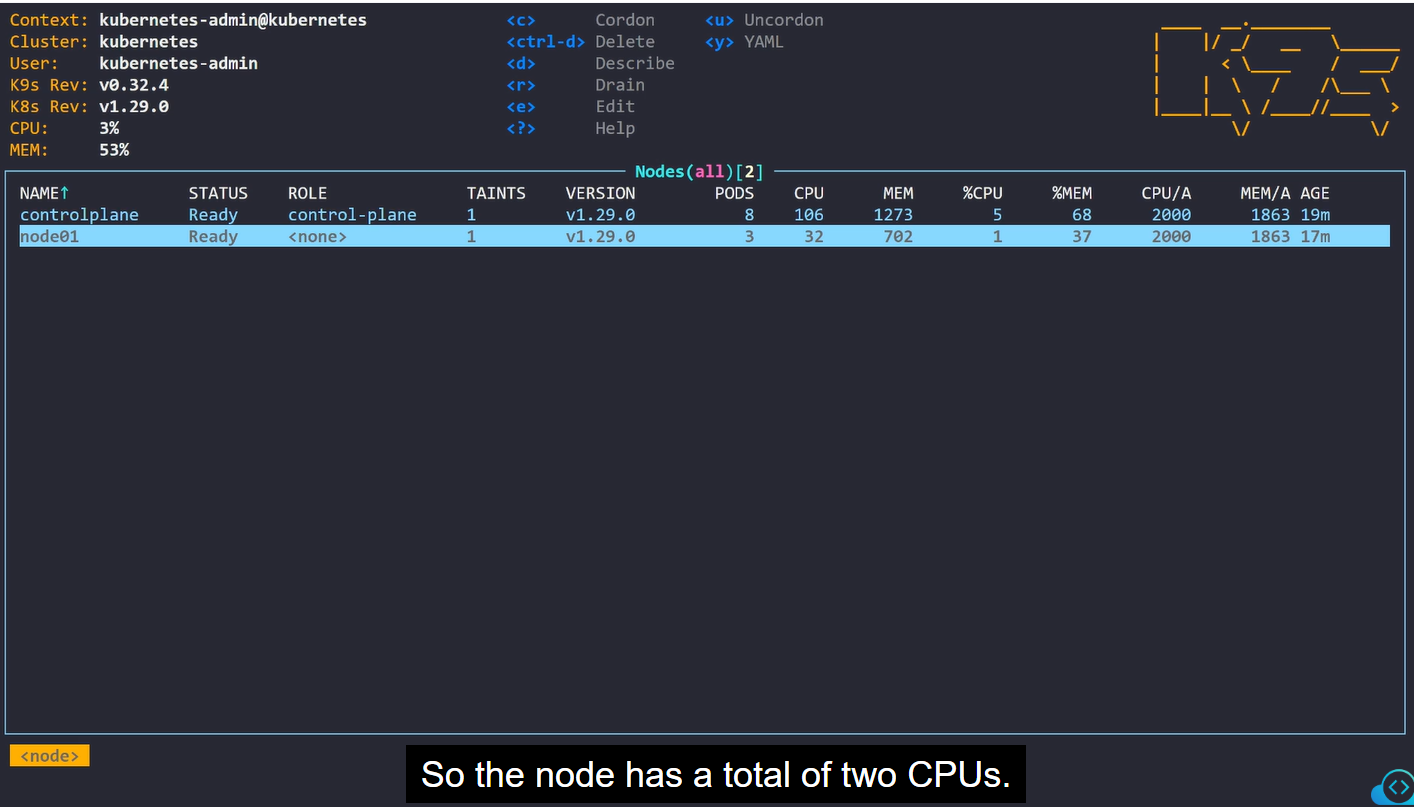 Context: kubernetes-admin@kubernetes <c> Cordon <u> Uncordon
Cluster: kubernetes <ctrl-d> Delete <y> YAML
User: kubernetes-admin <d> Describe
K9s Rev: v0.32.4 <r> Drain
K8s Rev: v1.29.0 <e> Edit
CPU: 3% <?> Help
MEM: 53%
Nodes(all)[2]
NAME↑ STATUS ROLE TAINTS VERSION PODS CPU MEM %CPU %MEM CPU/A MEM/A AGE
controlplane Ready control-plane 1 v1.29.0 8 106 1273 5 68 2000 1863 19m
node01 Ready <none> 1 v1.29.0 3 32 702 1 37 2000 1863 17m
<node>
So the node has a total of two CPUs.